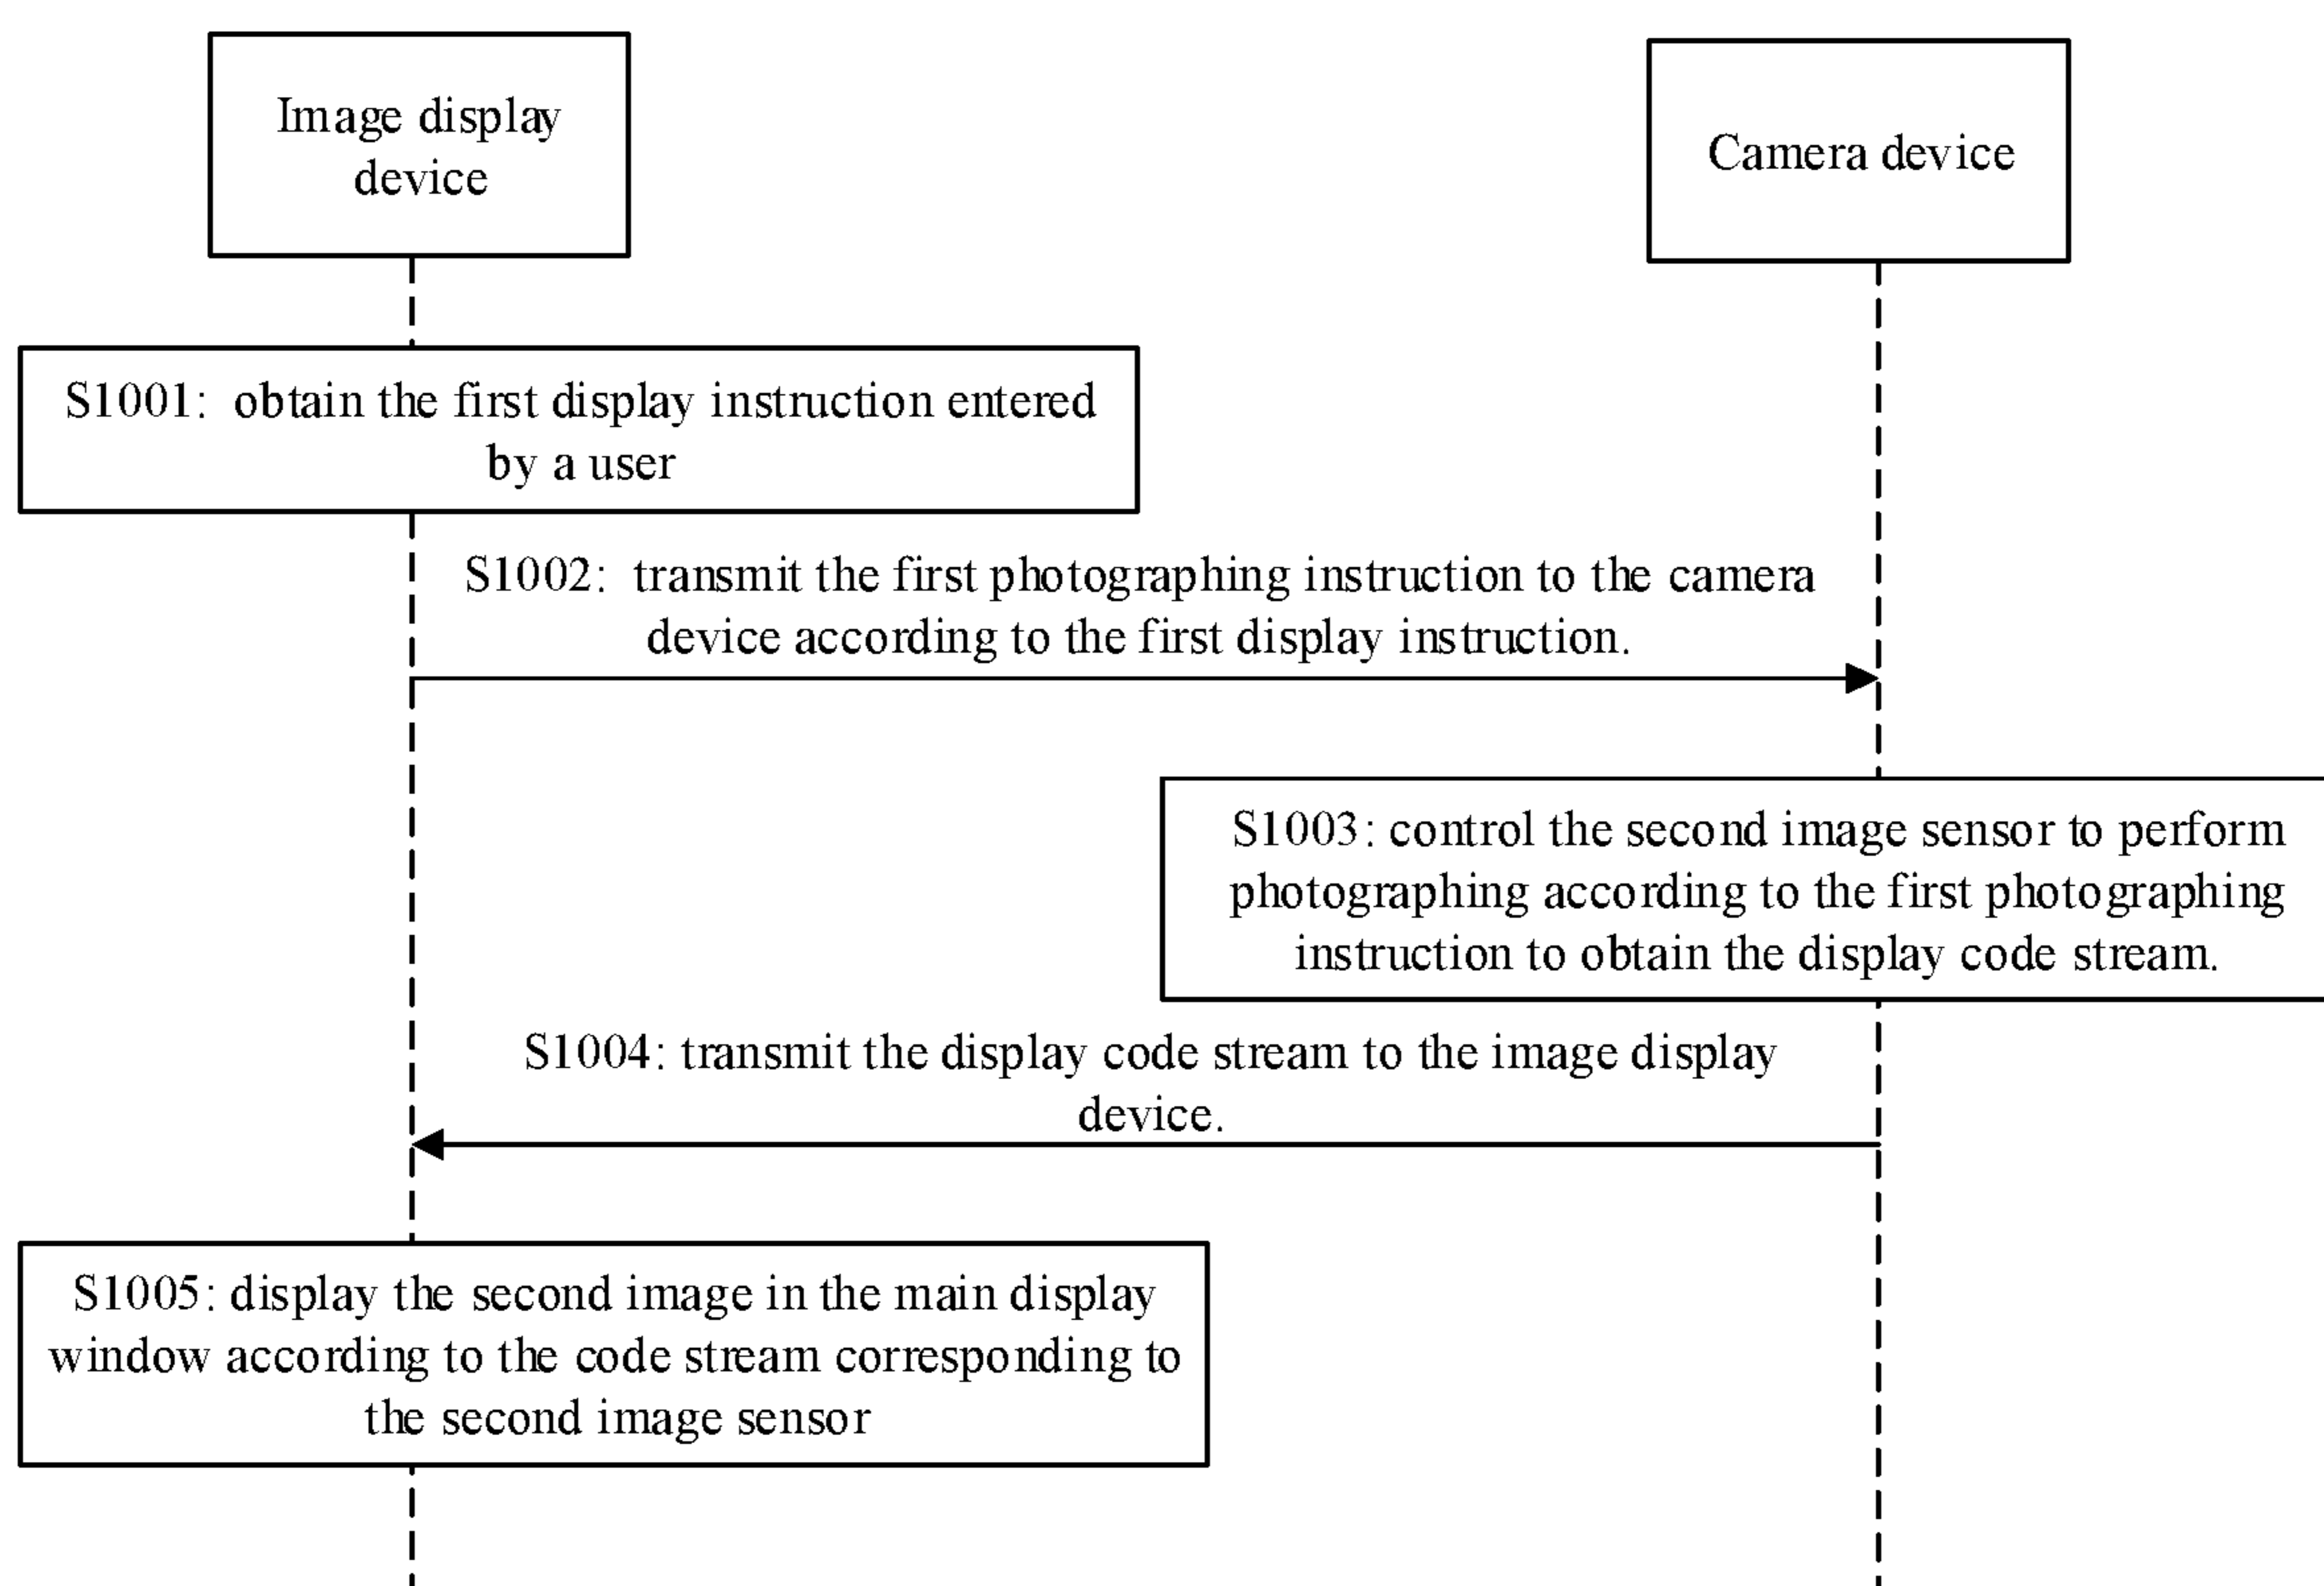 Image display
device
Camera device
S1001: obtain the first display instruction entered
by a user
S1002: transmit the first photographing instruction to the camera
device according to the first display instruction.
S1003: control the second image sensor to perform
photographing according to the first photographing
instruction to obtain the display code stream.
S1004: transmit the display code stream to the image display
device.
S1005: display the second image in the main display
window according to the code stream corresponding to
the second image sensor